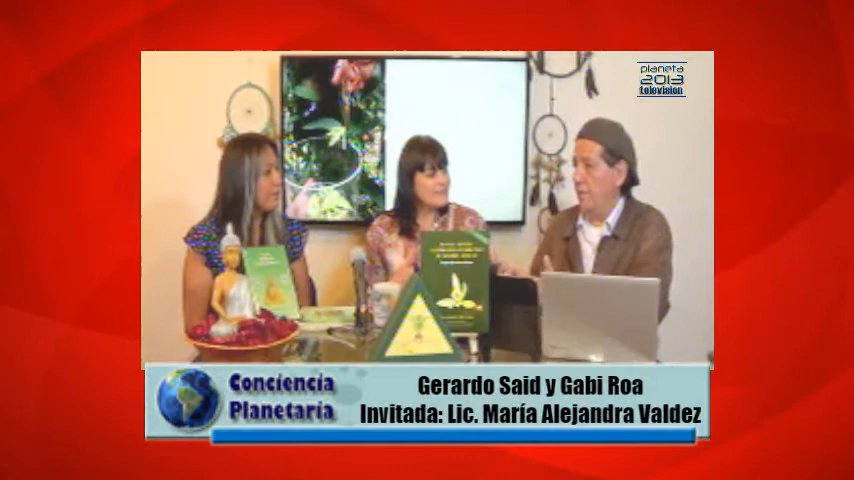 planeta
2013
television
Conciencia
Planetaria
Gerardo Said y Gabi Roa
Invitada: Lic. María Alejandra Valdez